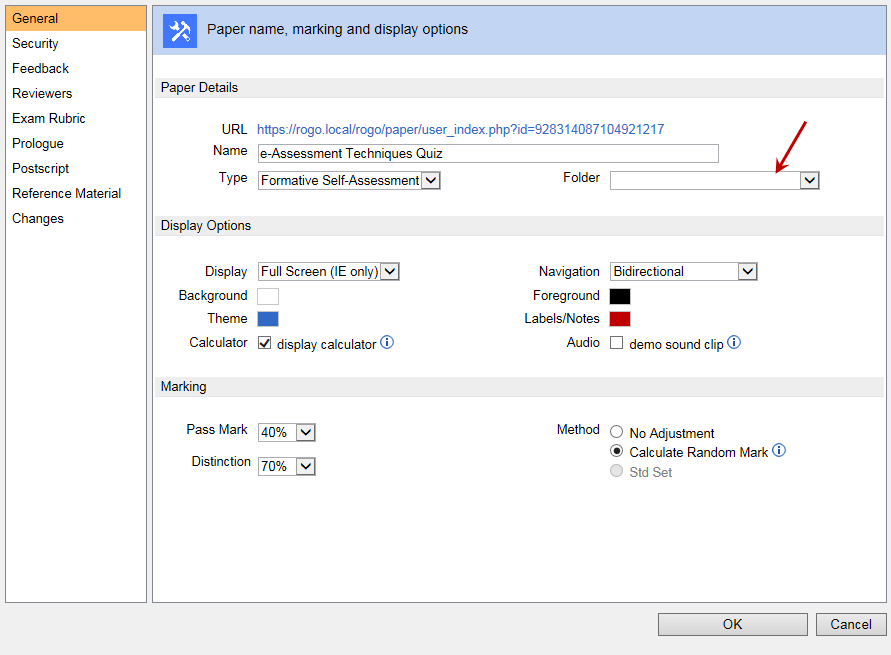 General
Security
Feedback
Reviewers
Exam Rubric
Prologue
Postscript
Reference Material
Changes
Paper name, marking and display options
Paper Details
URL https://rogo.local/rogo/paper/user_index.php?id=928314087104921217
Name e-Assessment Techniques Quiz
Type Formative Self-Assessment Folder
Display Options
Display Full Screen (IE only) Navigation Bidirectional
Background Foreground
Theme Labels/Notes
Calculator display calculator Audio demo sound clip
Marking
Pass Mark 40% Method No Adjustment
Calculate Random Mark
Distinction 70% Std Set
OK Cancel